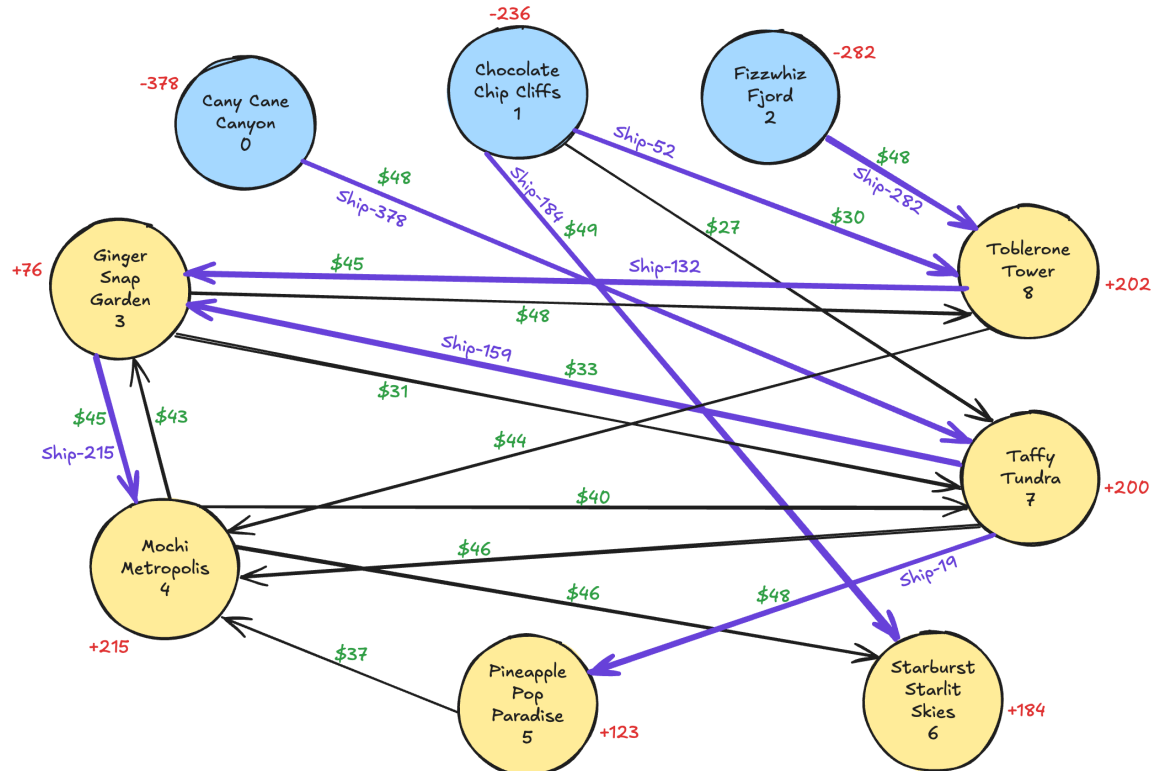 -236
-378
-282
Cany Cane
Canyon
0
Chocolate
Chip Cliffs
1
Fizzwhiz
Fjord
2
Ship-52
$48
$48
Ship-378
Ship-184
Ship-282
$49
$30
$27
+76
Ginger
Snap
Garden
3
Toblerone
Tower
8
+202
$45
Ship-132
$48
Ship-159
$33
$31
$45
$43
Ship-215
$44
Taffy
Tundra
7
+200
$40
Mochi
Metropolis
4
+215
$46
$46
$48
Ship-19
$37
Pineapple
Pop
Paradise
5
+123
Starburst
Starlit
Skies
6
+184